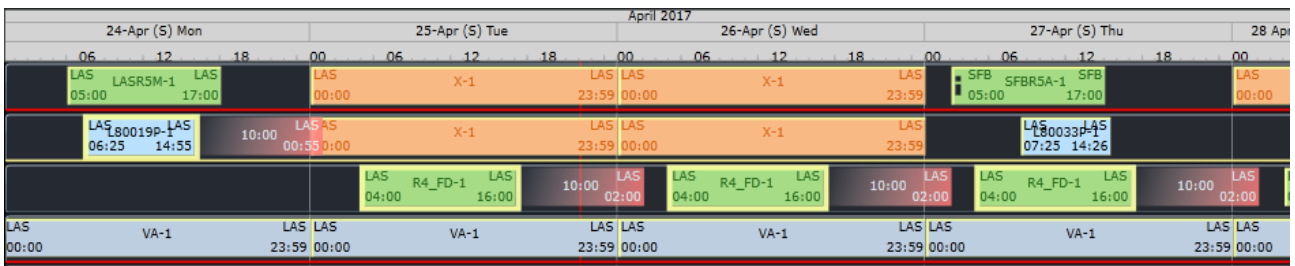 April 2017
24-Apr (S) Mon 25-Apr (S) Tue 26-Apr (S) Wed 27-Apr (S) Thu 28 Apr
06 12 18 00 06 12 18 00 06 12 18 00 06 12 18 00
LAS LASR5M-1 LAS LAS X-1 LAS LAS X-1 LAS SFB SFBR5A-1 SFB LAS
05:00 17:00 00:00 23:59 00:00 23:59 05:00 17:00 00:00
LAS L80019P-1 LAS 10:00 LAS AS X-1 LAS LAS X-1 LAS LAS L80033P-1 LAS
06:25 14:55 00:55 0:00 23:59 00:00 23:59 07:25 14:26
LAS R4_FD-1 LAS 10:00 LAS LAS R4_FD-1 LAS 10:00 LAS LAS R4_FD-1 LAS 10:00 LAS
04:00 16:00 02:00 04:00 16:00 02:00 04:00 16:00 02:00
LAS VA-1 LAS LAS VA-1 LAS LAS VA-1 LAS LAS VA-1 LAS LAS
00:00 23:59 00:00 23:59 00:00 23:59 00:00 23:59 00:00